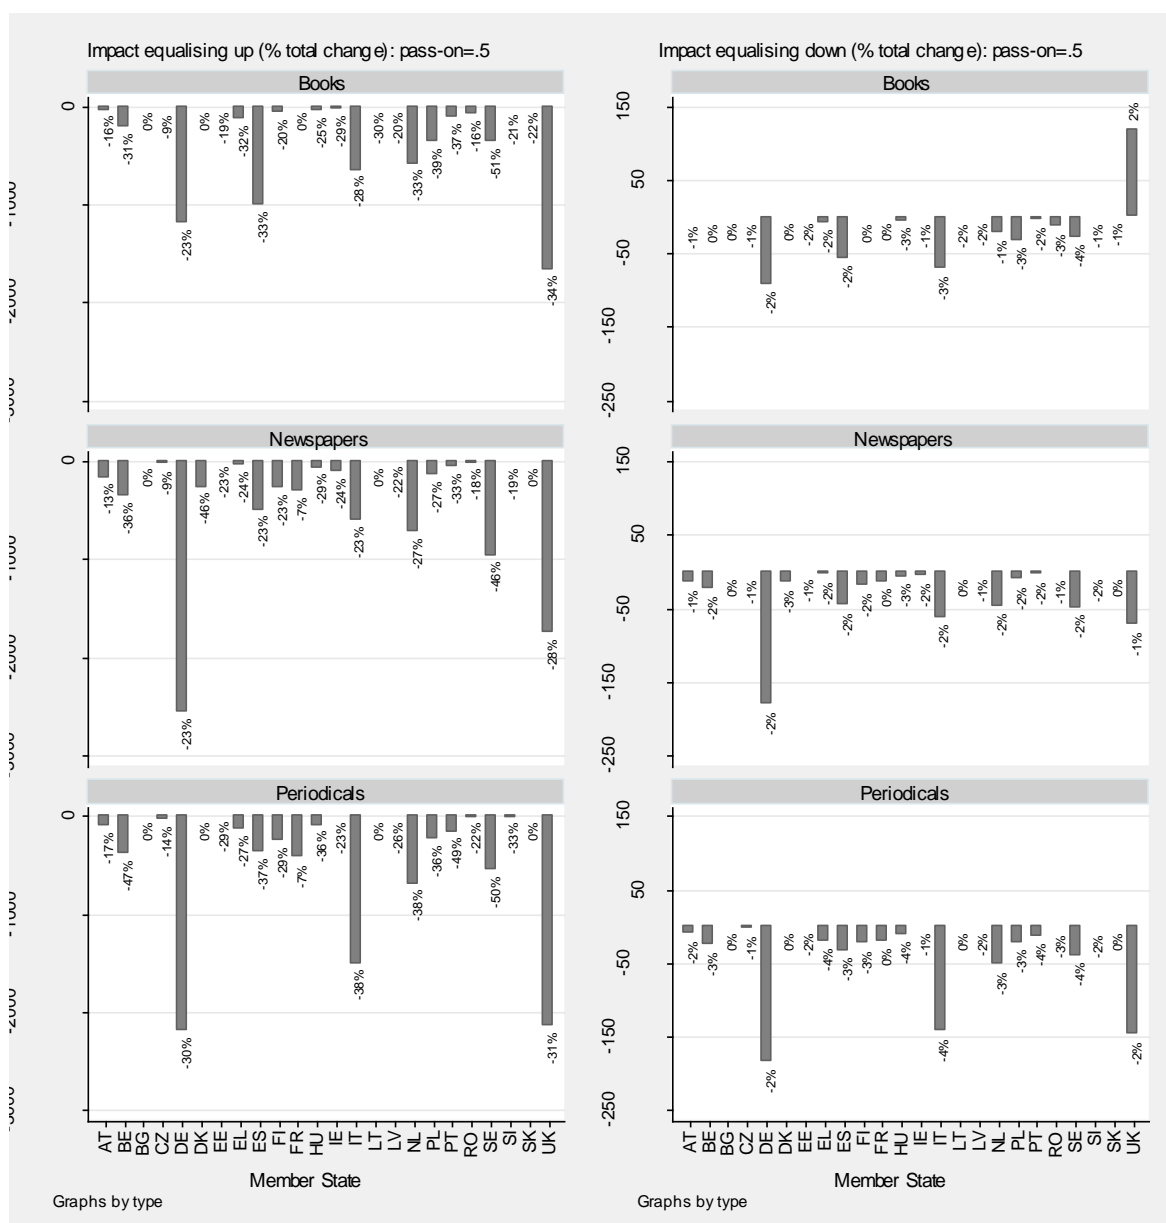 Impact equalising up (% total change): pass-on=.5
Books
0
-1000
-2000
-3000
-16% -31% 0% -9% -23% 0% -19% -32% -33% -20% 0% -25% -29% -28% -30% -20% -33% -39% -37% -16% -51% -21% -22% -34%
Newspapers
0
-1000
-2000
-3000
-13% -36% 0% -9% -23% -46% -23% -24% -23% -23% -7% -29% -24% -23% 0% -22% -27% -27% -33% -18% -46% -19% 0% -28%
Periodicals
0
-1000
-2000
-3000
-17% -47% 0% -14% -30% 0% -29% -27% -37% -29% -7% -36% -23% -38% 0% -26% -38% -36% -49% -22% -50% -33% 0% -31%
AT BE BG CZ DE DK EE EL ES FI FR HU IE IT LT LV NL PL PT RO SE SI SK UK
Member State
Graphs by type
Impact equalising down (% total change): pass-on=.5
Books
150
50
-50
-150
-250
-1% 0% 0% -1% -2% 0% -2% -2% -2% 0% 0% -3% -1% -3% -2% -2% -1% -3% -2% -3% -4% -1% -1% 2%
Newspapers
150
50
-50
-150
-250
-1% -2% 0% -1% -2% -3% -1% -2% -2% -2% 0% -3% -2% -2% 0% -1% -2% -2% -2% -1% -2% -2% 0% -1%
Periodicals
150
50
-50
-150
-250
-2% -3% 0% -1% -2% 0% -2% -4% -3% -3% 0% -4% -1% -4% 0% -2% -3% -3% -4% -3% -4% -2% 0% -2%
AT BE BG CZ DE DK EE EL ES FI FR HU IE IT LT LV NL PL PT RO SE SI SK UK
Member State
Graphs by type